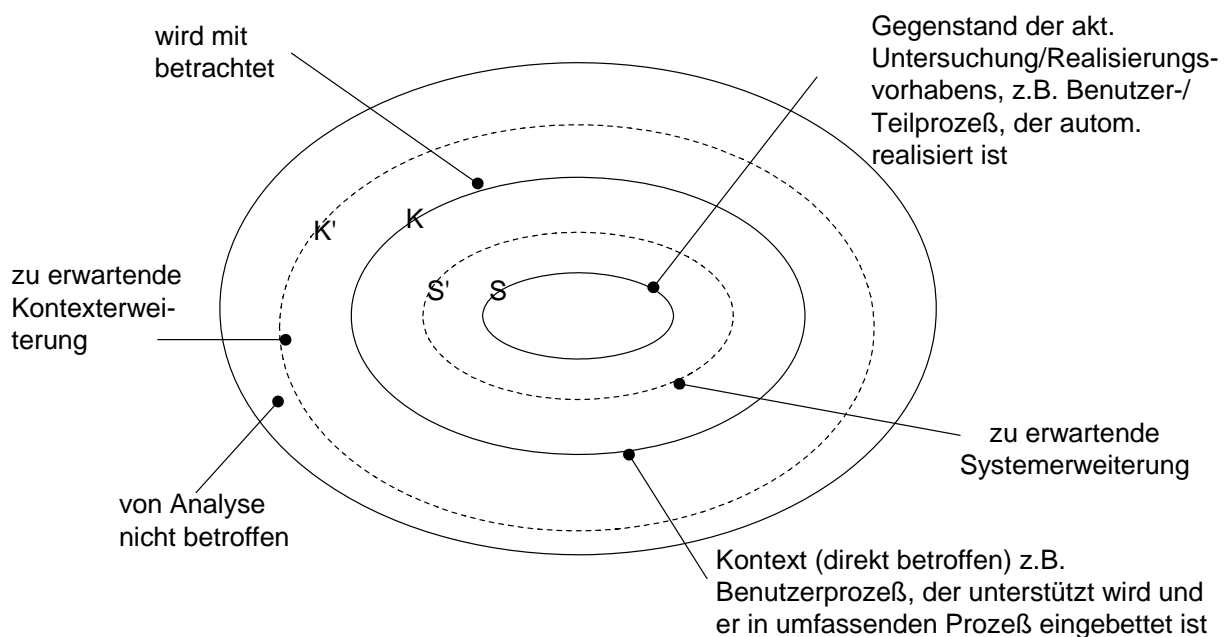 wird mit
betrachtet
Gegenstand der akt.
Untersuchung/Realisierungs-
vorhabens, z.B. Benutzer-/
Teilprozeß, der autom.
realisiert ist
K'
K
S'
S
zu erwartende
Kontexterwei-
terung
zu erwartende
Systemerweiterung
von Analyse
nicht betroffen
Kontext (direkt betroffen) z.B.
Benutzerprozeß, der unterstützt wird und
er in umfassenden Prozeß eingebettet ist